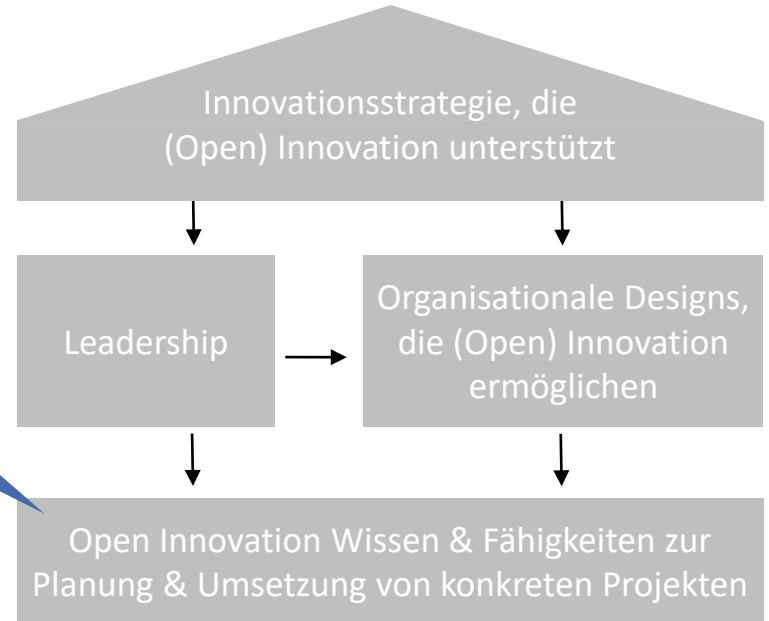 Innovationsstrategie, die
(Open) Innovation unterstützt
Leadership
Organisationale Designs,
die (Open) Innovation
ermöglichen
Open Innovation Wissen & Fähigkeiten zur
Planung & Umsetzung von konkreten Projekten